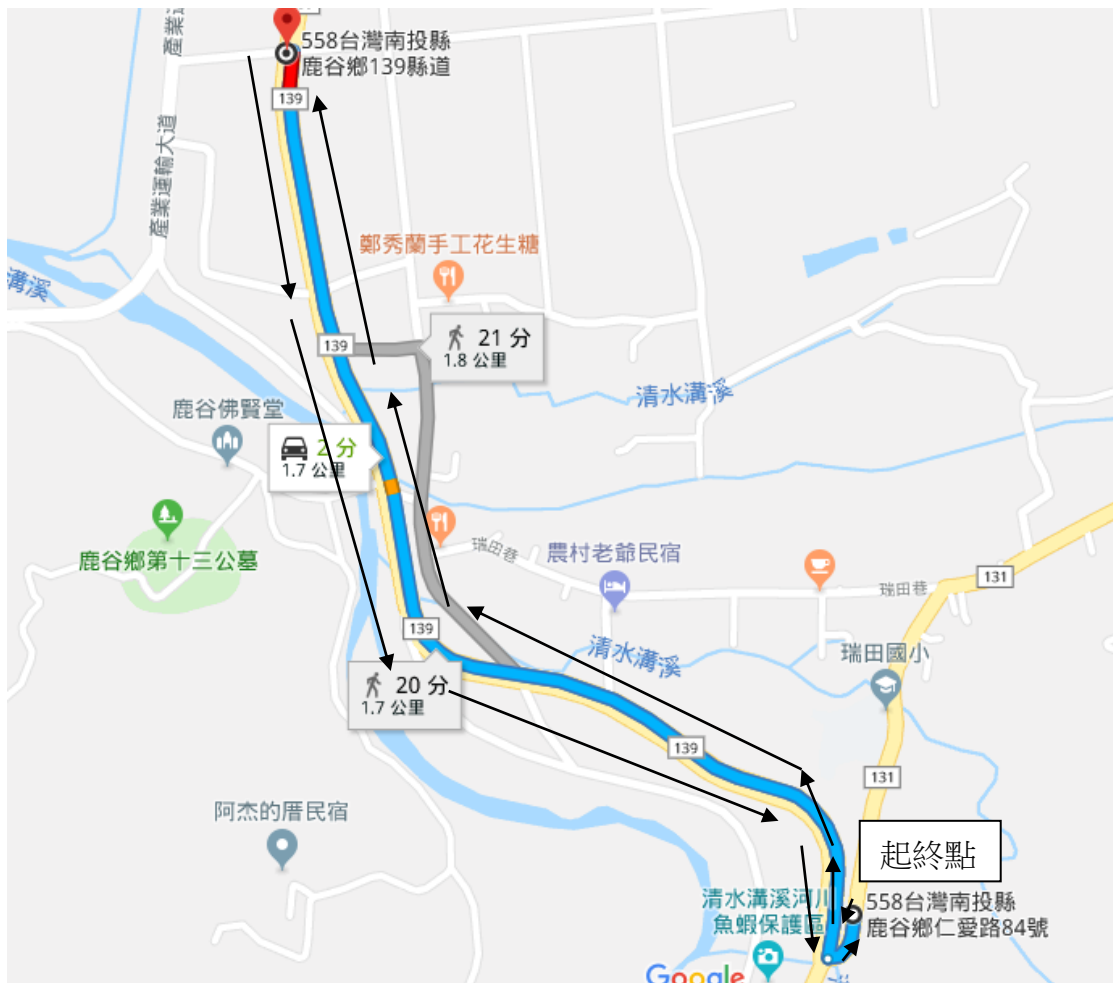 558台灣南投縣
鹿谷鄉139縣道
產業道
139
產業運輸大道
鄭秀蘭手工花生糖
溝溪
21 分
1.8 公里
139
清水溝溪
鹿谷佛賢堂
2 分
1.7 公里
瑞田巷
農村老爺民宿
鹿谷鄉第十三公墓
131
瑞田巷
139
清水溝溪
瑞田國小
20 分
1.7 公里
139
131
阿杰的厝民宿
起終點
清水溝溪河川
魚蝦保護區
558台灣南投縣
鹿谷鄉仁愛路84號
Google